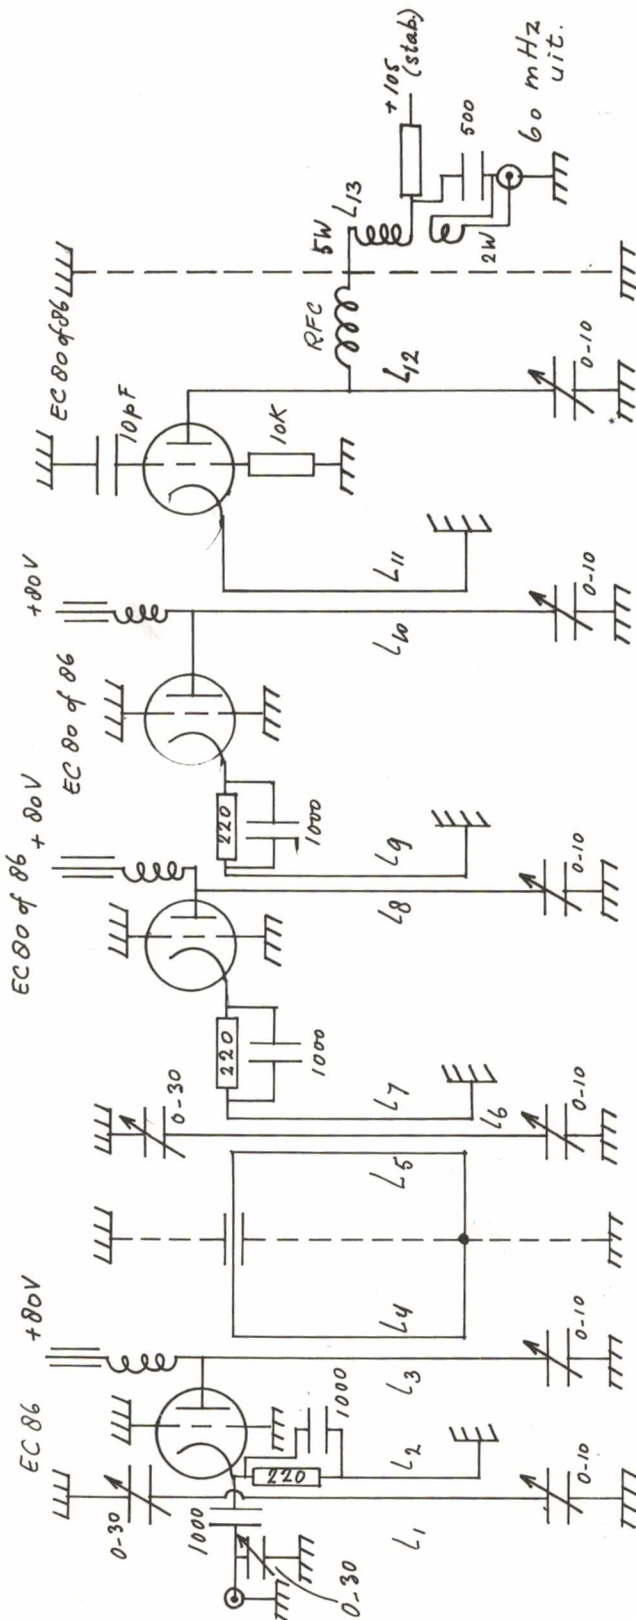 EC 86
+80V
0-30
1000
0-30
220
1000
L1
L2
L3
0-10
0-10
L4
L5
0-30
L6
0-10
L7
220
1000
EC 80 of 86
+80V
L8
0-10
L9
220
1000
EC 80 of 86
+80V
L10
0-10
L11
EC 80 of 86
10pF
10K
L12
0-10
RFC
5W
L13
2W
+105
(stab.)
500
60 mHz
uit.